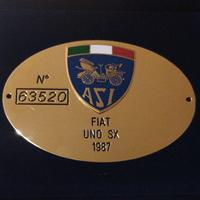 N°
63520
ASI
FIAT
UNO SX
1987